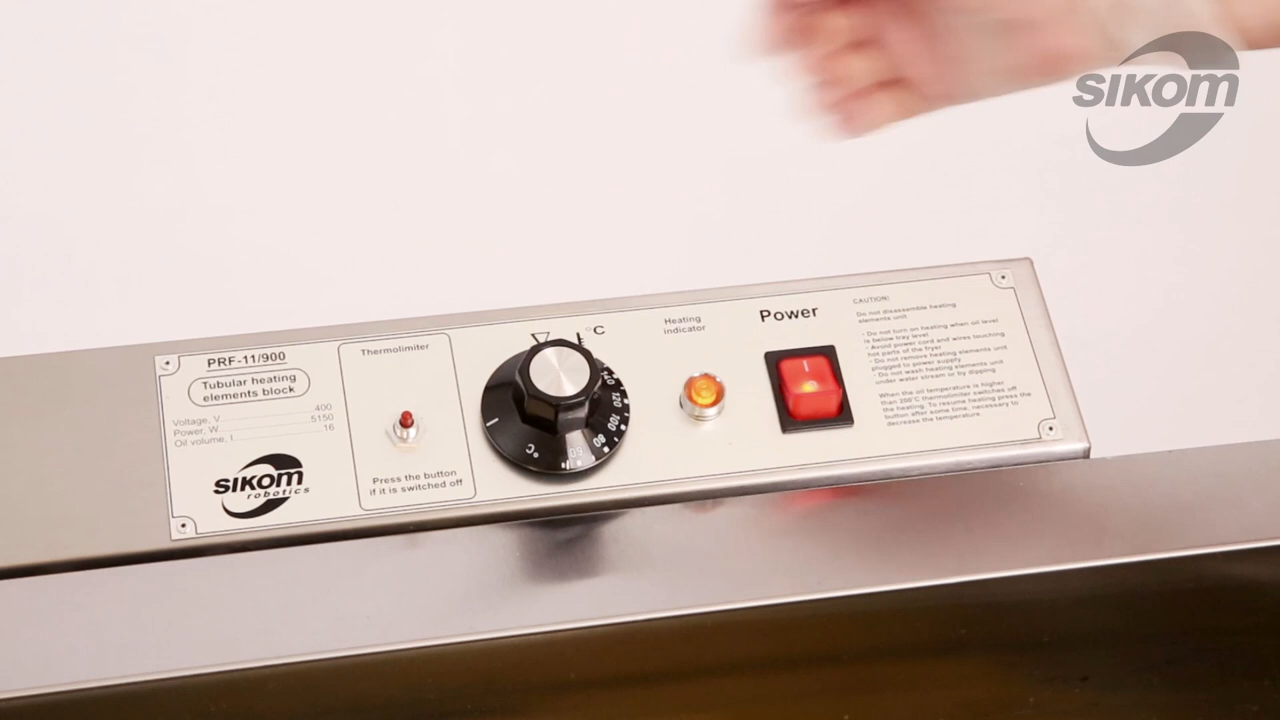 SIKOM
PRF-11/900
Tubular heating
elements block
Voltage, V 400
Power, W 5150
Oil volume, l 16
SIKOM
robotics
Thermolimiter
Press the button
if it is switched off
°C
140
120
100
80
60
°C
Heating
indicator
Power
I
CAUTION!
Do not disassemble heating
elements unit
- Do not turn on heating when oil level
is below tray level
- Avoid power cord and wires touching
hot parts of the fryer
- Do not remove heating elements unit
plugged to power supply
- Do not wash heating elements unit
under water stream or by dipping
When the oil temperature is higher
than 200°C thermolimiter switches off
the heating. To resume heating press the
button after some time, necessary to
decrease the temperature.